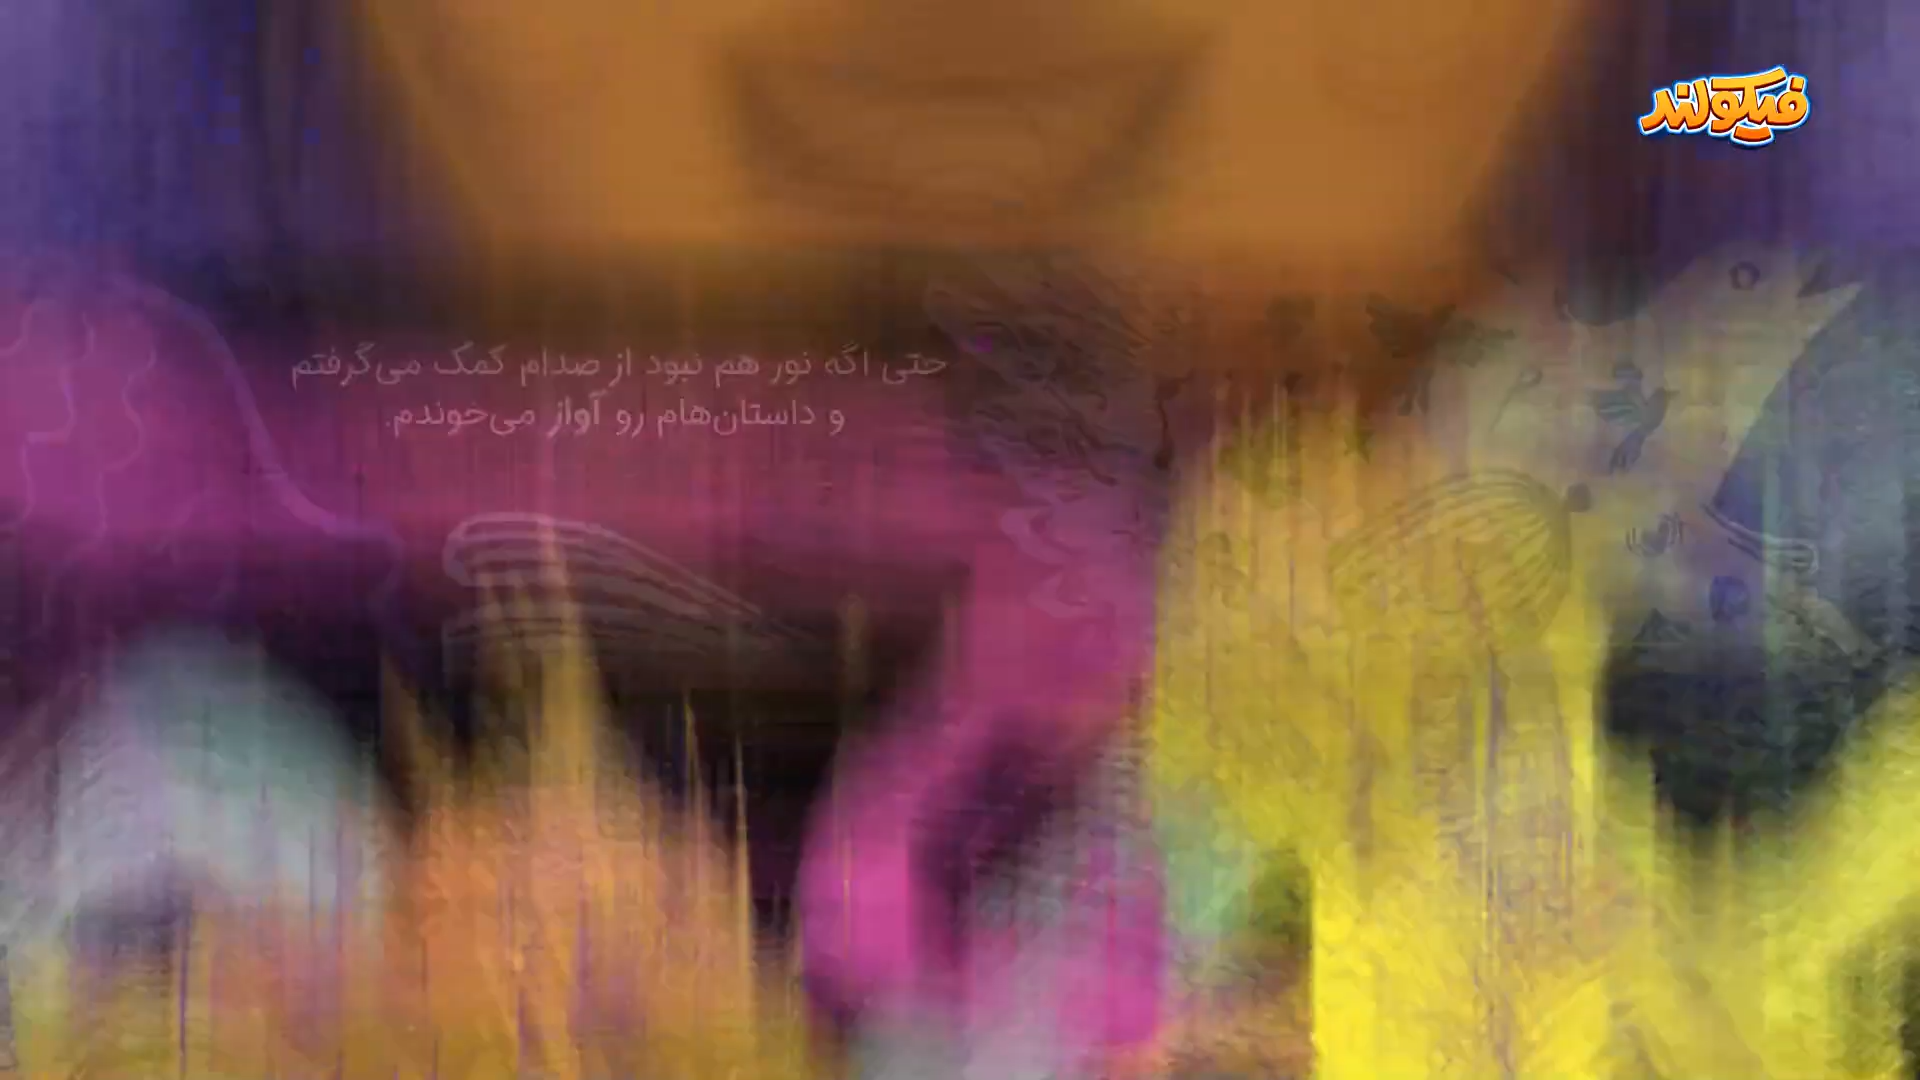 فیکولند
حتی اگه نور هم نبود از صدام کمک می‌گرفتم
و داستان‌هام رو آواز می‌خوندم.